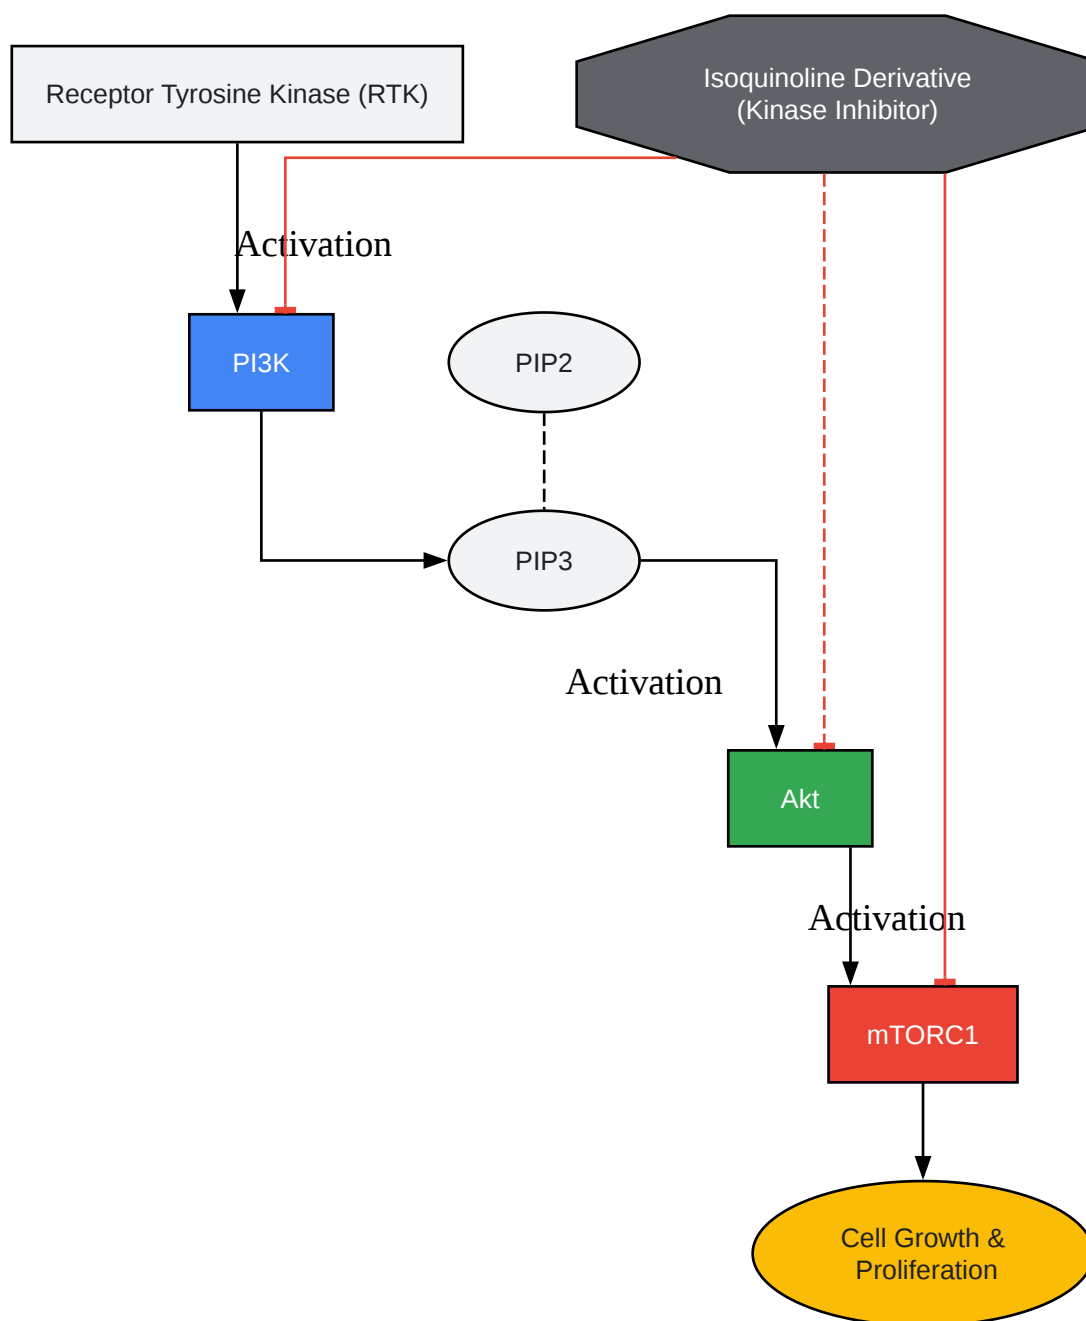 Receptor Tyrosine Kinase (RTK)
Isoquinoline Derivative
(Kinase Inhibitor)
Activation
PI3K
PIP2
PIP3
Activation
Akt
Activation
mTORC1
Cell Growth &
Proliferation